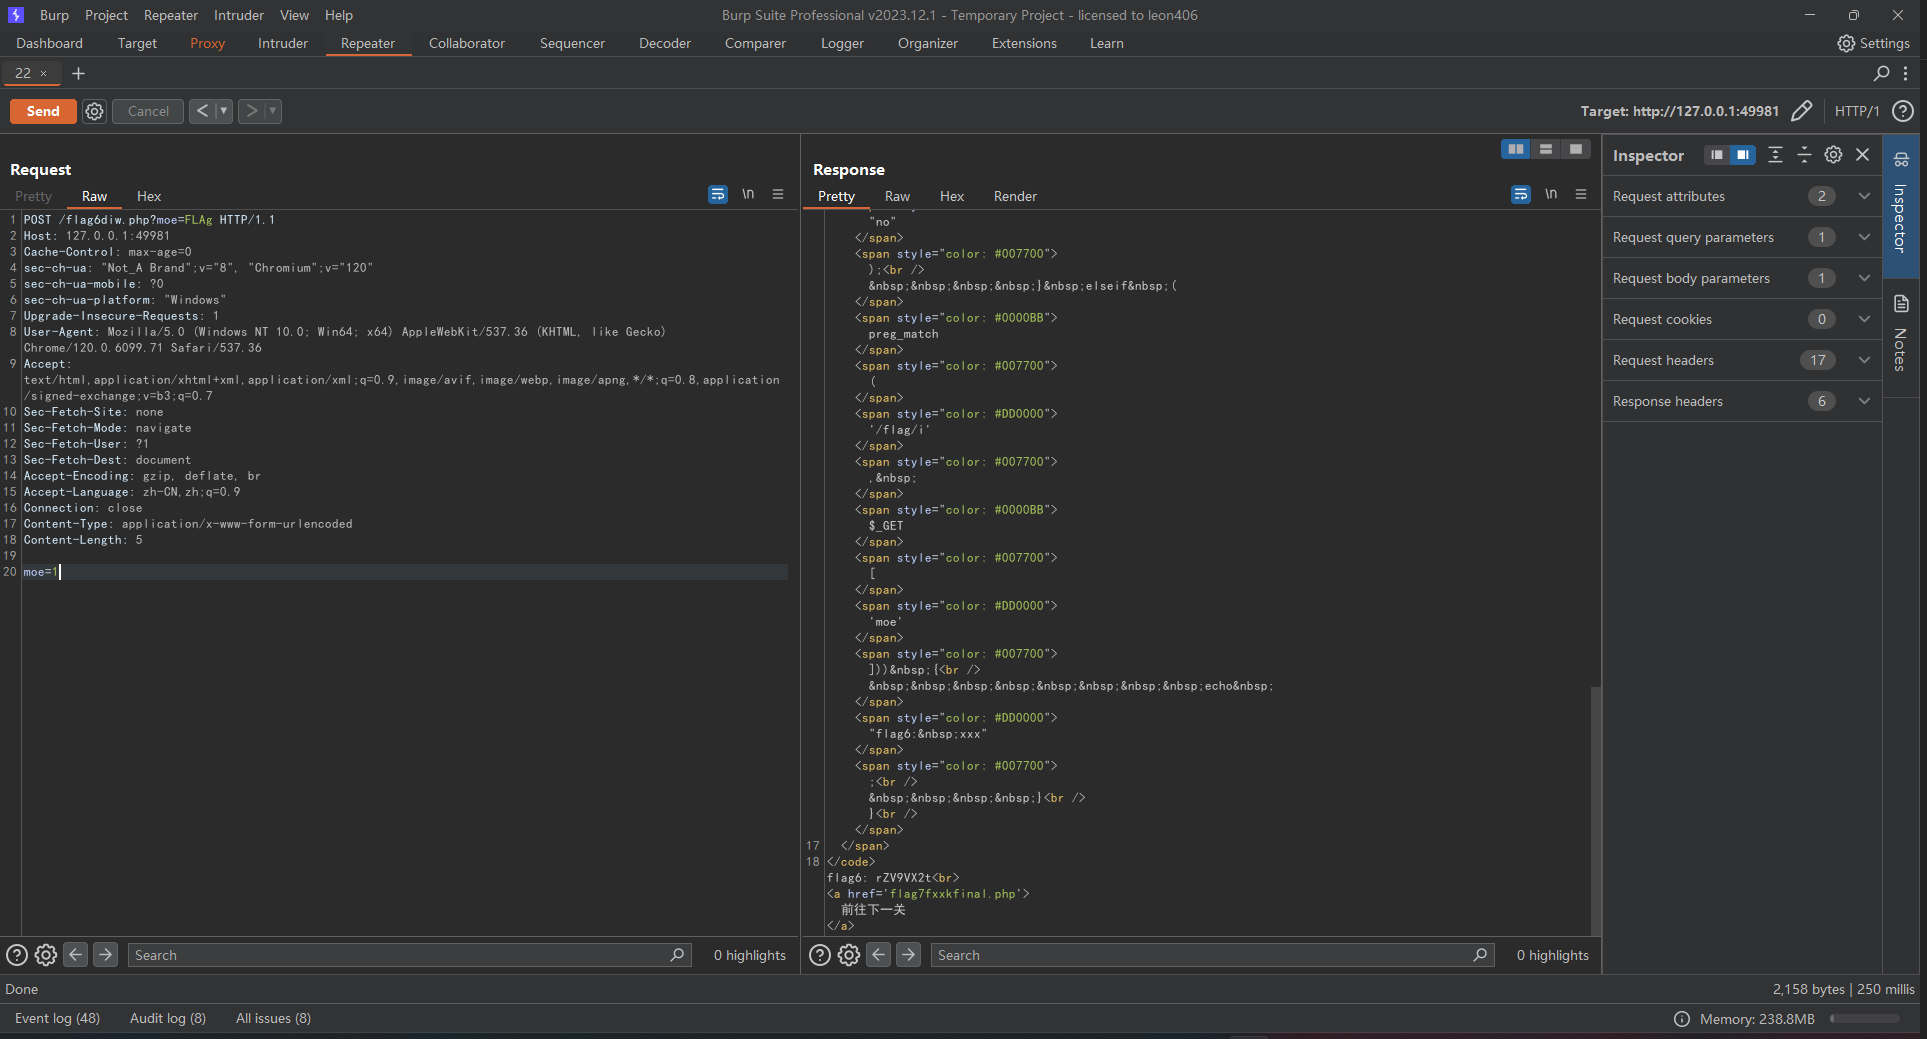 Burp Project Repeater Intruder View Help
Burp Suite Professional v2023.12.1 - Temporary Project - licensed to leon406
Dashboard Target Proxy Intruder Repeater Collaborator Sequencer Decoder Comparer Logger Organizer Extensions Learn
Settings
22 × +
Send Cancel < >
Target: http://127.0.0.1:49981 HTTP/1
Request
Pretty Raw Hex
\n
1 POST /flag6diw.php?moe=FLAg HTTP/1.1
2 Host: 127.0.0.1:49981
3 Cache-Control: max-age=0
4 sec-ch-ua: "Not_A Brand";v="8", "Chromium";v="120"
5 sec-ch-ua-mobile: ?0
6 sec-ch-ua-platform: "Windows"
7 Upgrade-Insecure-Requests: 1
8 User-Agent: Mozilla/5.0 (Windows NT 10.0; Win64; x64) AppleWebKit/537.36 (KHTML, like Gecko)
Chrome/120.0.6099.71 Safari/537.36
9 Accept:
text/html,application/xhtml+xml,application/xml;q=0.9,image/avif,image/webp,image/apng,*/*;q=0.8,application
/signed-exchange;v=b3;q=0.7
10 Sec-Fetch-Site: none
11 Sec-Fetch-Mode: navigate
12 Sec-Fetch-User: ?1
13 Sec-Fetch-Dest: document
14 Accept-Encoding: gzip, deflate, br
15 Accept-Language: zh-CN,zh;q=0.9
16 Connection: close
17 Content-Type: application/x-www-form-urlencoded
18 Content-Length: 5
19
20 moe=1
Search
0 highlights
Response
Pretty Raw Hex Render
\n
"no"
</span>
<span style="color: #007700">
);<br />
&nbsp;&nbsp;&nbsp;&nbsp;}&nbsp;elseif&nbsp;(
</span>
<span style="color: #0000BB">
preg_match
</span>
<span style="color: #007700">
(
</span>
<span style="color: #DD0000">
'/flag/i'
</span>
<span style="color: #007700">
,&nbsp;
</span>
<span style="color: #0000BB">
$_GET
</span>
<span style="color: #007700">
[
</span>
<span style="color: #DD0000">
'moe'
</span>
<span style="color: #007700">
]))&nbsp;{<br />
&nbsp;&nbsp;&nbsp;&nbsp;&nbsp;&nbsp;&nbsp;&nbsp;echo&nbsp;
</span>
<span style="color: #DD0000">
"flag6:&nbsp;xxx"
</span>
<span style="color: #007700">
;<br />
&nbsp;&nbsp;&nbsp;&nbsp;}<br />
}<br />
</span>
17 </span>
18 </code>
flag6: rZV9VX2t<br>
<a href='flag7fxxkfinal.php'>
前往下一关
</a>
Search
0 highlights
Inspector
Request attributes 2
Request query parameters 1
Request body parameters 1
Request cookies 0
Request headers 17
Response headers 6
Inspector
Notes
Done
2,158 bytes | 250 millis
Event log (48) Audit log (8) All issues (8)
Memory: 238.8MB